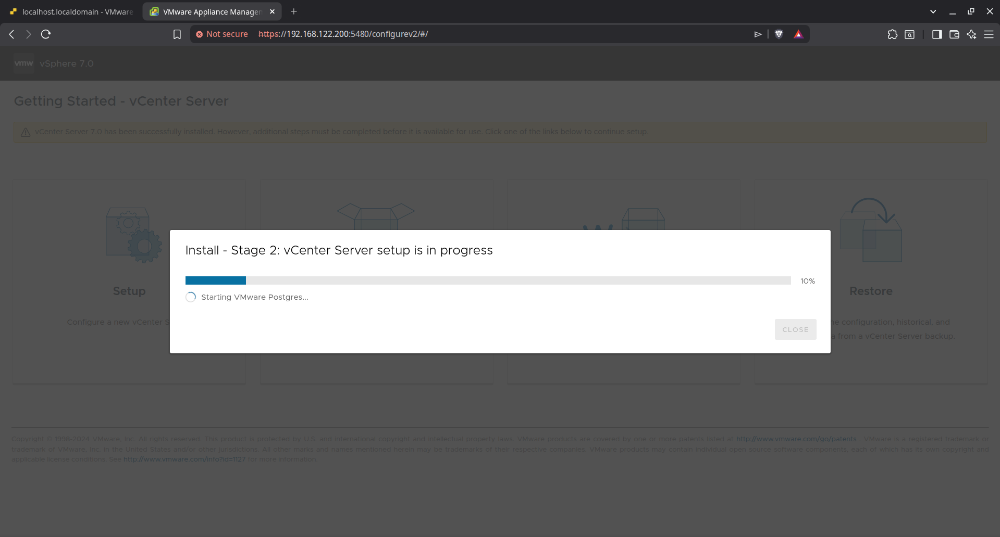 localhost.localdomain - VMware
VMware Appliance Managem
Not secure https://192.168.122.200:5480/configurev2/#/
vmw vSphere 7.0
Getting Started - vCenter Server
vCenter Server 7.0 has been successfully installed. However, additional steps must be completed before it is available for use. Click one of the links below to continue setup.
Install - Stage 2: vCenter Server setup is in progress
10%
Starting VMware Postgres...
CLOSE
Setup
Configure a new vCenter S
Restore
he configuration, historical, and
a from a vCenter Server backup.
Copyright © 1998-2024 VMware, Inc. All rights reserved. This product is protected by U.S. and international copyright and intellectual property laws. VMware products are covered by one or more patents listed at http://www.vmware.com/go/patents . VMware is a registered trademark or
trademark of VMware, Inc. in the United States and/or other jurisdictions. All other marks and names mentioned herein may be trademarks of their respective companies. VMware products may contain individual open source software components, each of which has its own copyright and
applicable license conditions. See http://www.vmware.com/info?id=1127 for more information.